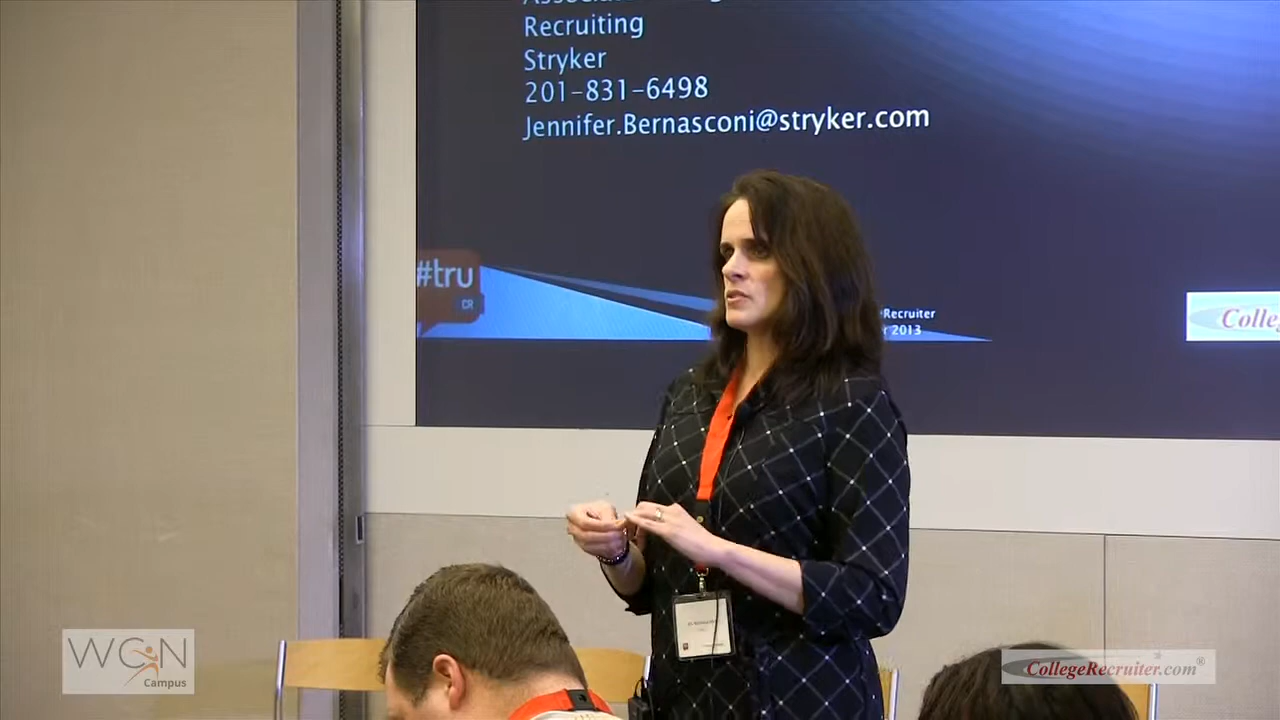 Recruiting
Stryker
201-831-6498
Jennifer.Bernasconi@stryker.com
#tru
CR
Recruiter
2013
WCN
Campus
CollegeRecruiter.com®